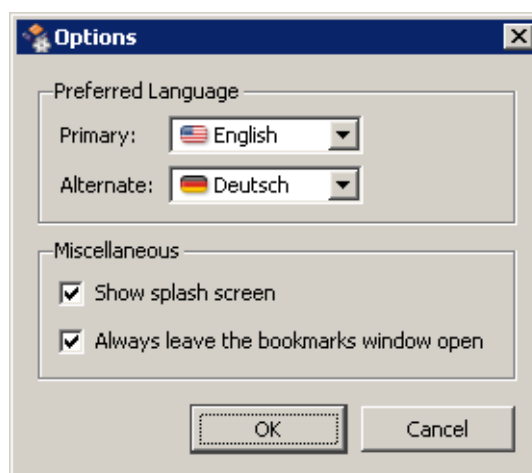 Options
Preferred Language
Primary: English
Alternate: Deutsch
Miscellaneous
Show splash screen
Always leave the bookmarks window open
OK Cancel